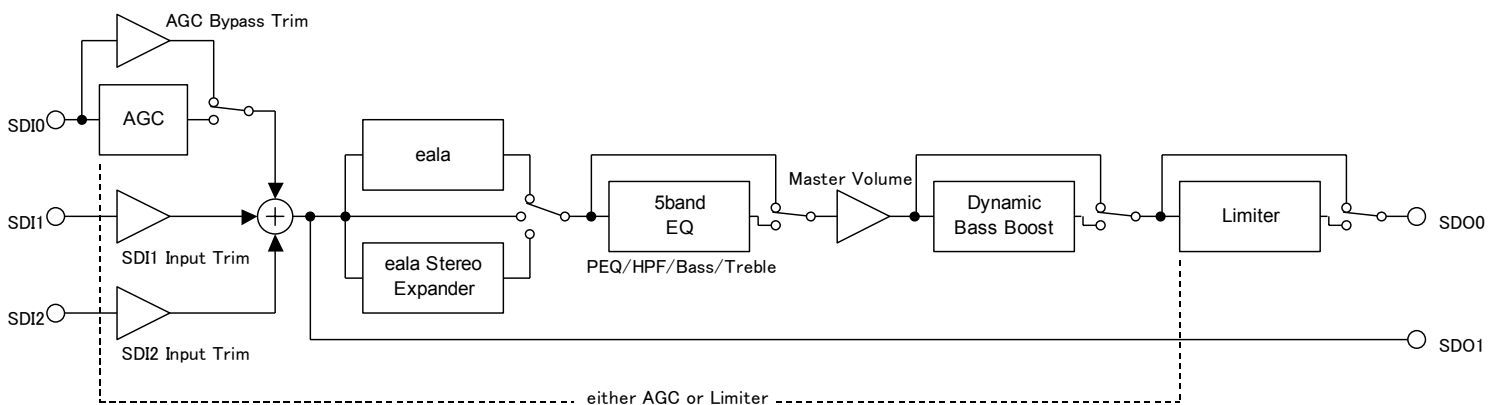 AGC Bypass Trim
SDI0
AGC
eala
SDI1
SDI1 Input Trim
5band
EQ
PEQ/HPF/Bass/Treble
Master Volume
Dynamic
Bass Boost
Limiter
SDO0
eala Stereo
Expander
SDI2
SDI2 Input Trim
SDO1
either AGC or Limiter